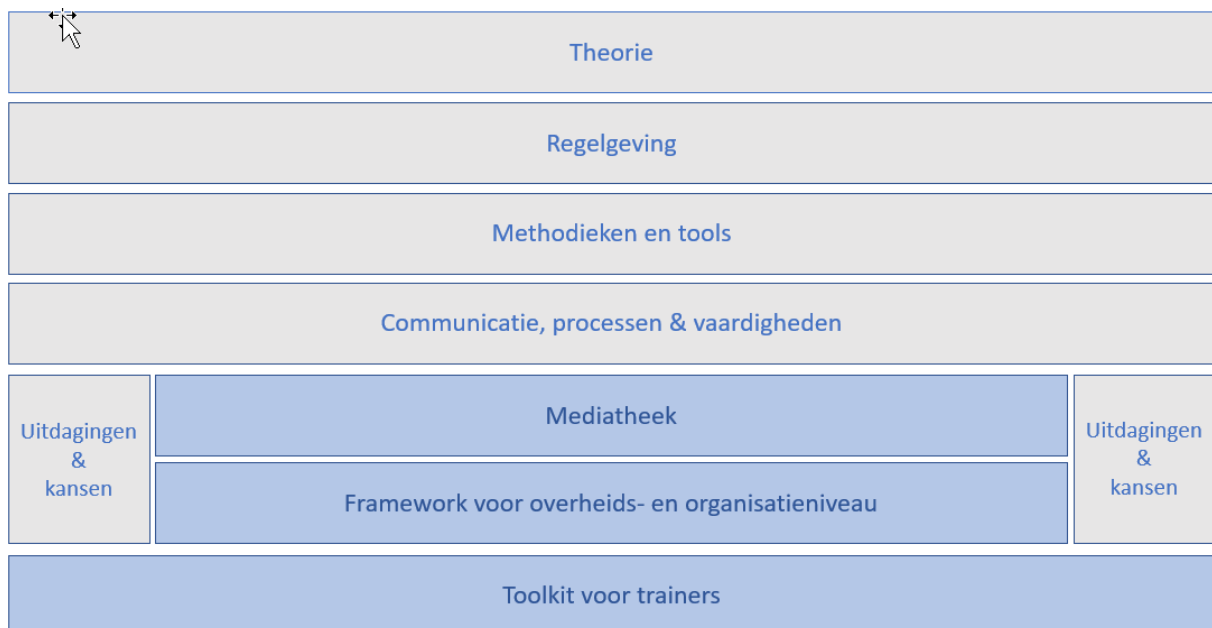 Theorie
Regelgeving
Methodieken en tools
Communicatie, processen & vaardigheden
Uitdagingen
&
kansen
Mediatheek
Framework voor overheids- en organisatieniveau
Uitdagingen
&
kansen
Toolkit voor trainers